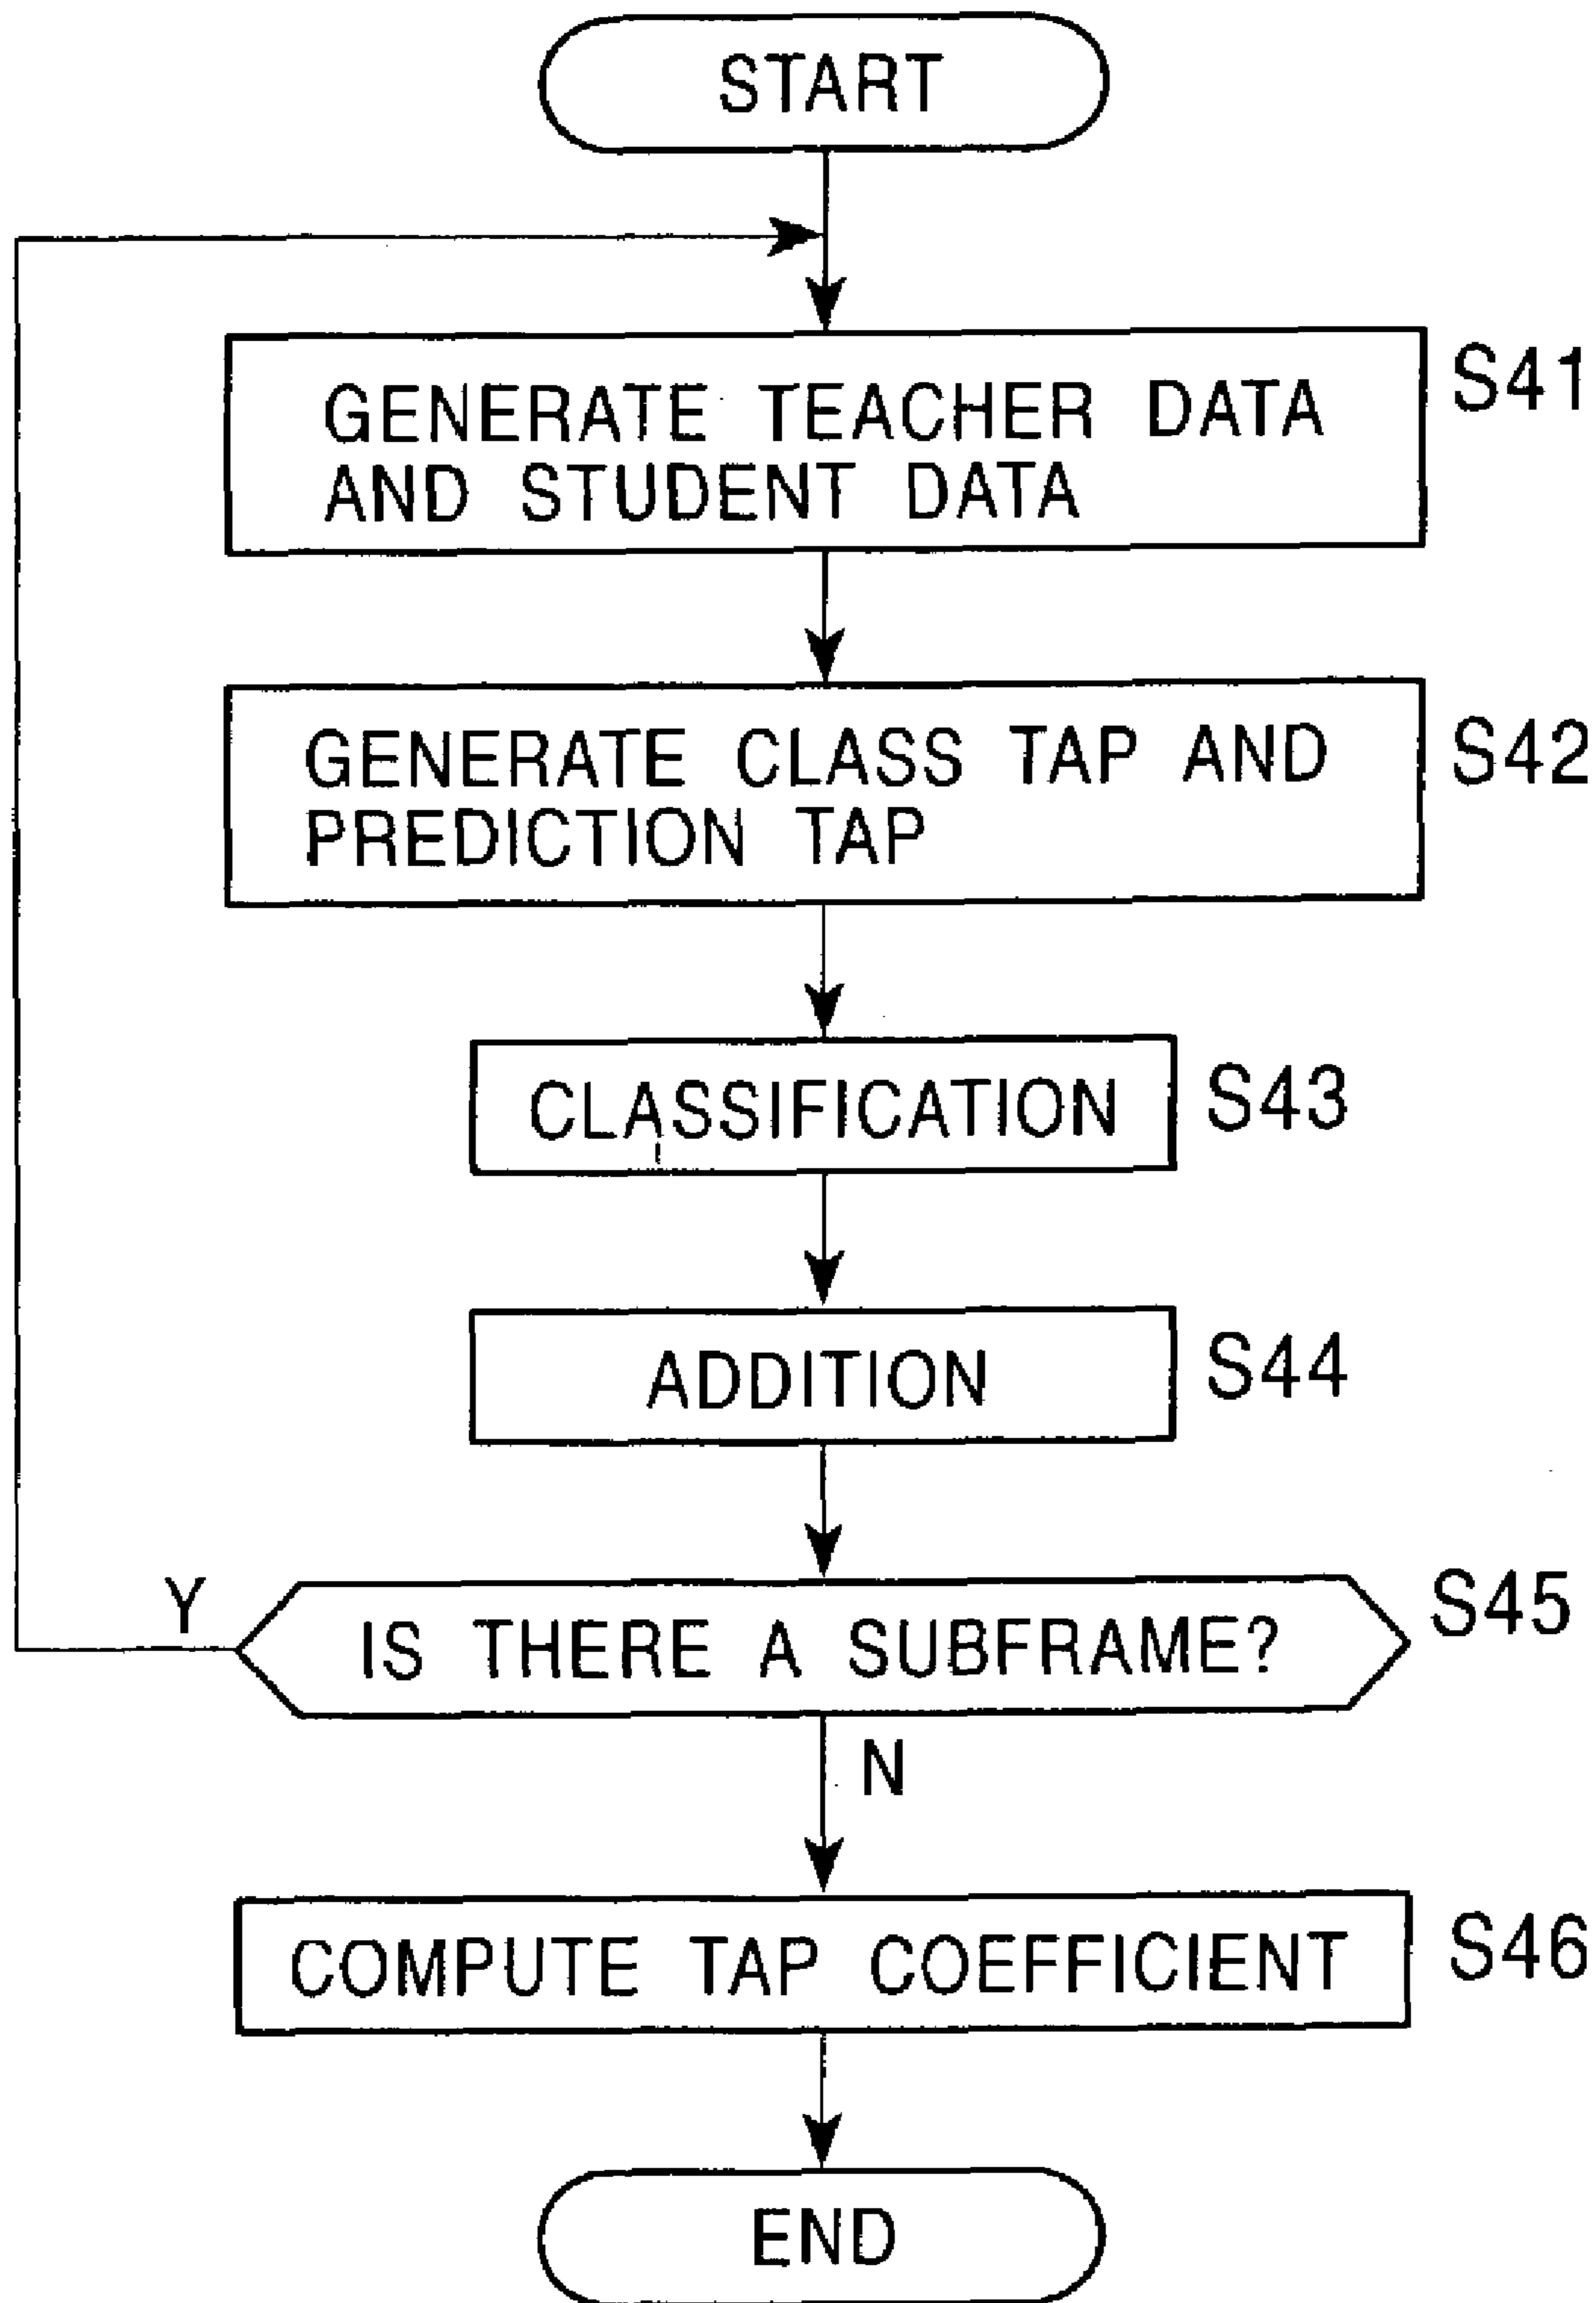 START
GENERATE TEACHER DATA
AND STUDENT DATA
S41
GENERATE CLASS TAP AND
PREDICTION TAP
S42
CLASSIFICATION
S43
ADDITION
S44
Y
IS THERE A SUBFRAME?
S45
N
COMPUTE TAP COEFFICIENT
S46
END